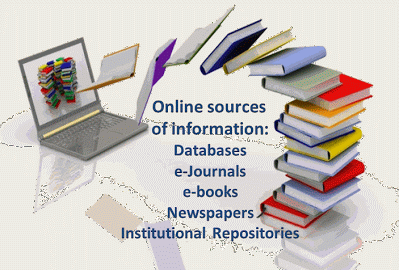 Online sources
of Information:
Databases
e-Journals
e-books
Newspapers
Institutional Repositories